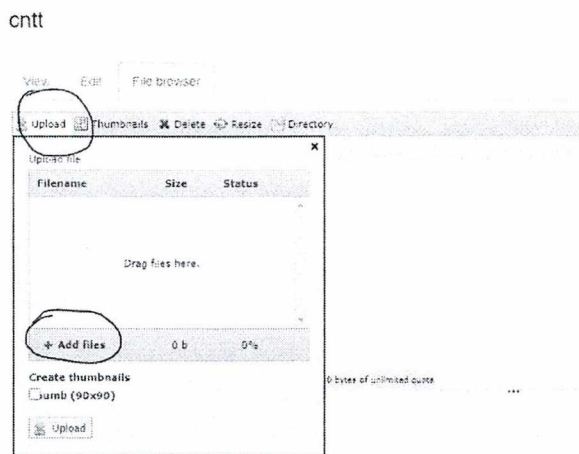 cntt
View Edit File browser
Upload Thumbnails Delete Resize Directory
Upload file
Filename Size Status
Drag files here.
Add files 0 b 0%
0 bytes of unlimited quota
Create thumbnails
Thumb (90x90)
Upload